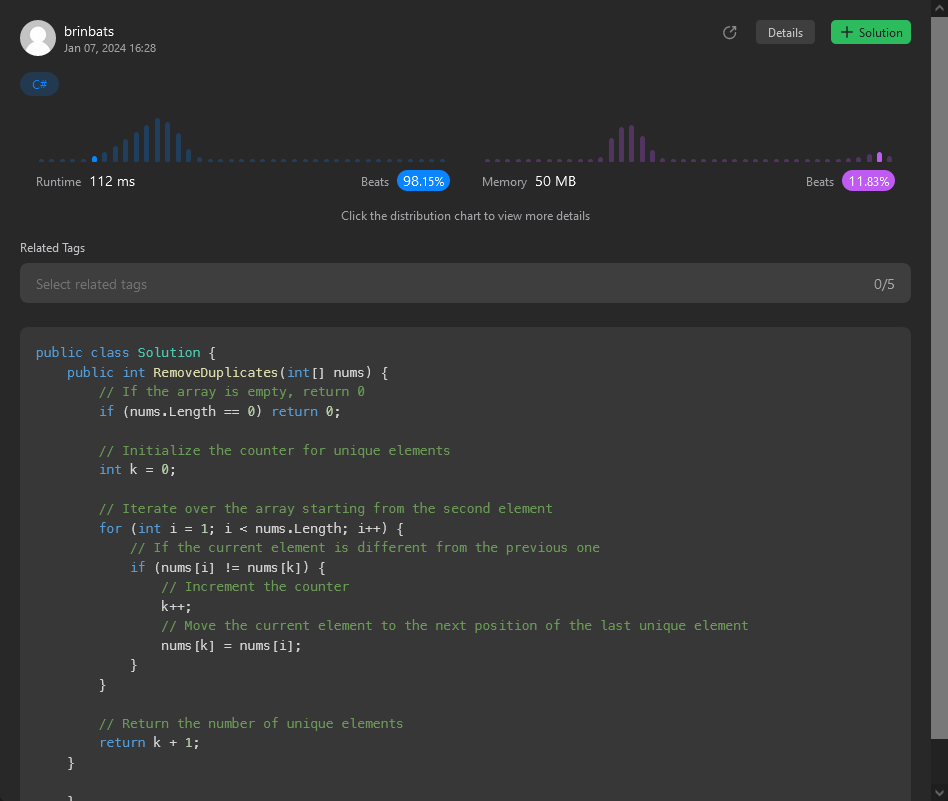 brinbats
Jan 07, 2024 16:28
Details
+ Solution
C#
Runtime 112 ms Beats 98.15% Memory 50 MB Beats 11.83%
Click the distribution chart to view more details
Related Tags
Select related tags 0/5
public class Solution {
    public int RemoveDuplicates(int[] nums) {
        // If the array is empty, return 0
        if (nums.Length == 0) return 0;

        // Initialize the counter for unique elements
        int k = 0;

        // Iterate over the array starting from the second element
        for (int i = 1; i < nums.Length; i++) {
            // If the current element is different from the previous one
            if (nums[i] != nums[k]) {
                // Increment the counter
                k++;
                // Move the current element to the next position of the last unique element
                nums[k] = nums[i];
            }
        }

        // Return the number of unique elements
        return k + 1;
    }

    }